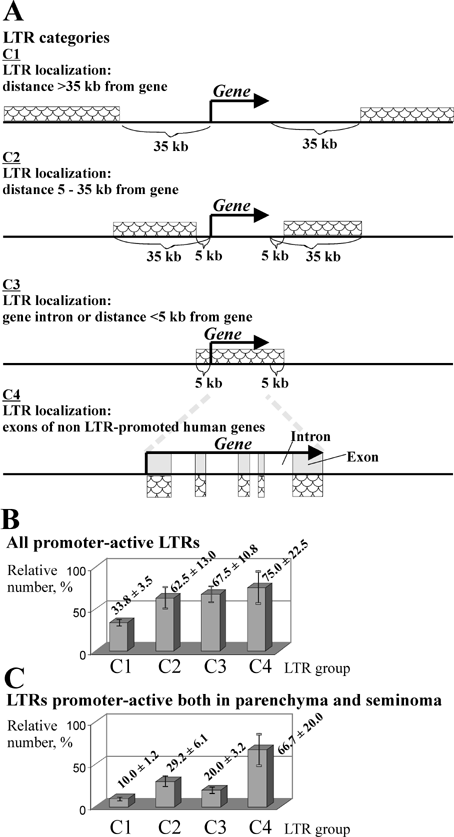 A
LTR categories
C1
LTR localization:
distance >35 kb from gene
Gene
35 kb
35 kb
C2
LTR localization:
distance 5 - 35 kb from gene
Gene
35 kb
5 kb
5 kb
35 kb
C3
LTR localization:
gene intron or distance <5 kb from gene
Gene
5 kb
5 kb
C4
LTR localization:
exons of non LTR-promoted human genes
Gene
Intron
Exon
B
All promoter-active LTRs
Relative
number, %
100
50
0
33.8 ± 3.5
62.5 ± 13.0
67.5 ± 10.8
75.0 ± 22.5
C1 C2 C3 C4 LTR group
C
LTRs promoter-active both in parenchyma and seminoma
Relative
number, %
100
50
0
10.0 ± 1.2
29.2 ± 6.1
20.0 ± 3.2
66.7 ± 20.0
C1 C2 C3 C4 LTR group